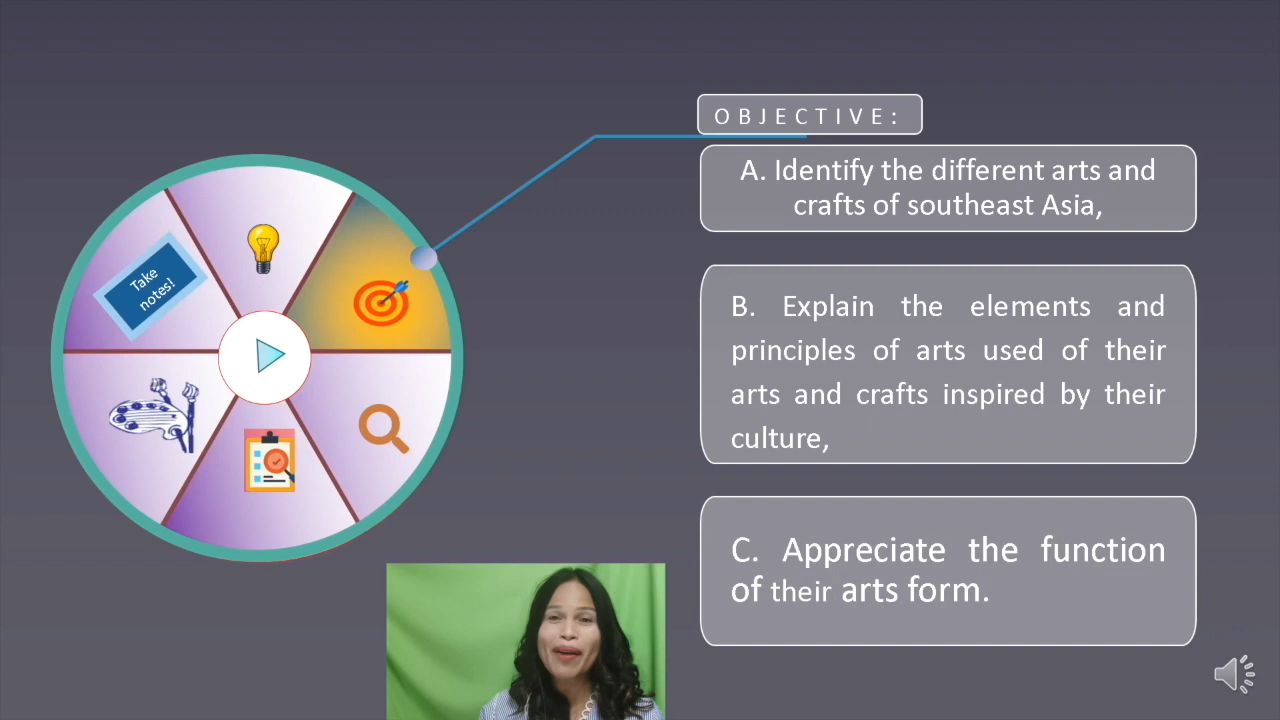 OBJECTIVE:
A. Identify the different arts and
crafts of southeast Asia,
Take
notes!
B. Explain the elements and
principles of arts used of their
arts and crafts inspired by their
culture,
C. Appreciate the function
of their arts form.